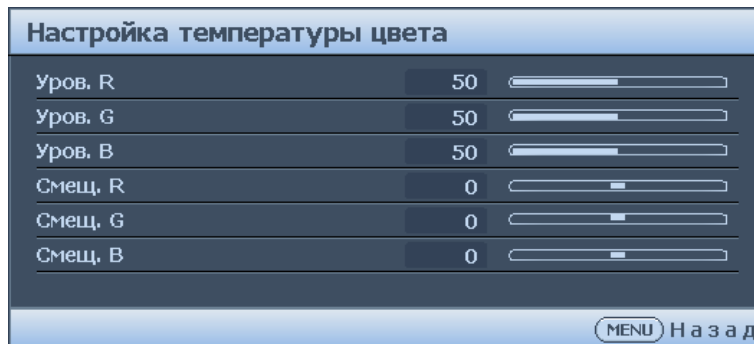 Настройка температуры цвета
Уров. R 50
Уров. G 50
Уров. B 50
Смещ. R 0
Смещ. G 0
Смещ. B 0
MENU Назад